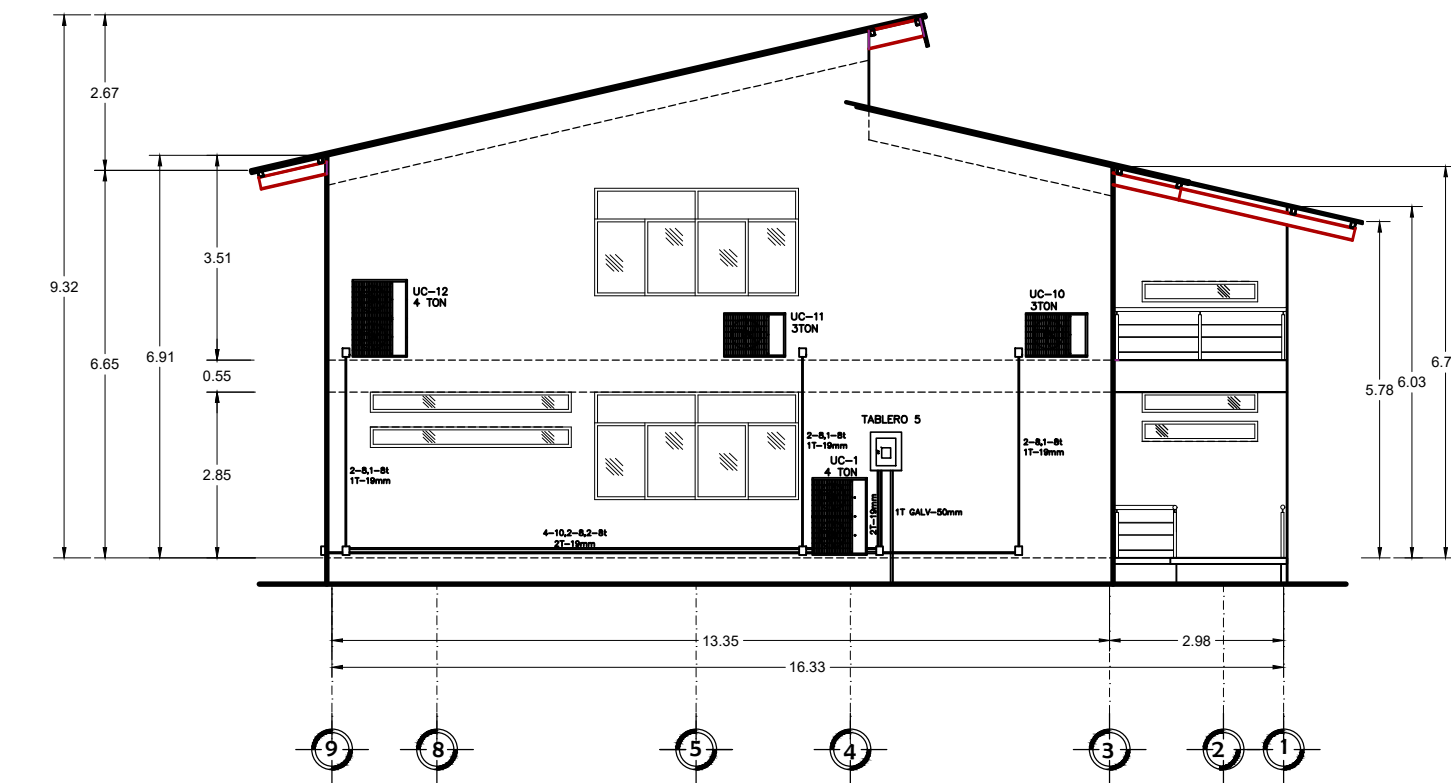 2.67
3.51
9.32
6.65
6.91
0.55
2.85
UC-12
4 TON
UC-11
3TON
UC-10
3TON
5.78
6.03
TABLERO 5
2-8,1-8t
1T-19mm
2-8,1-8t
1T-19mm
2-8,1-8t
1T-19mm
UC-1
4 TON
2T-19mm
1T GALV-50mm
4-10,2-8,2-8t
2T-19mm
13.35
2.98
16.33
9
8
5
4
3
2
1